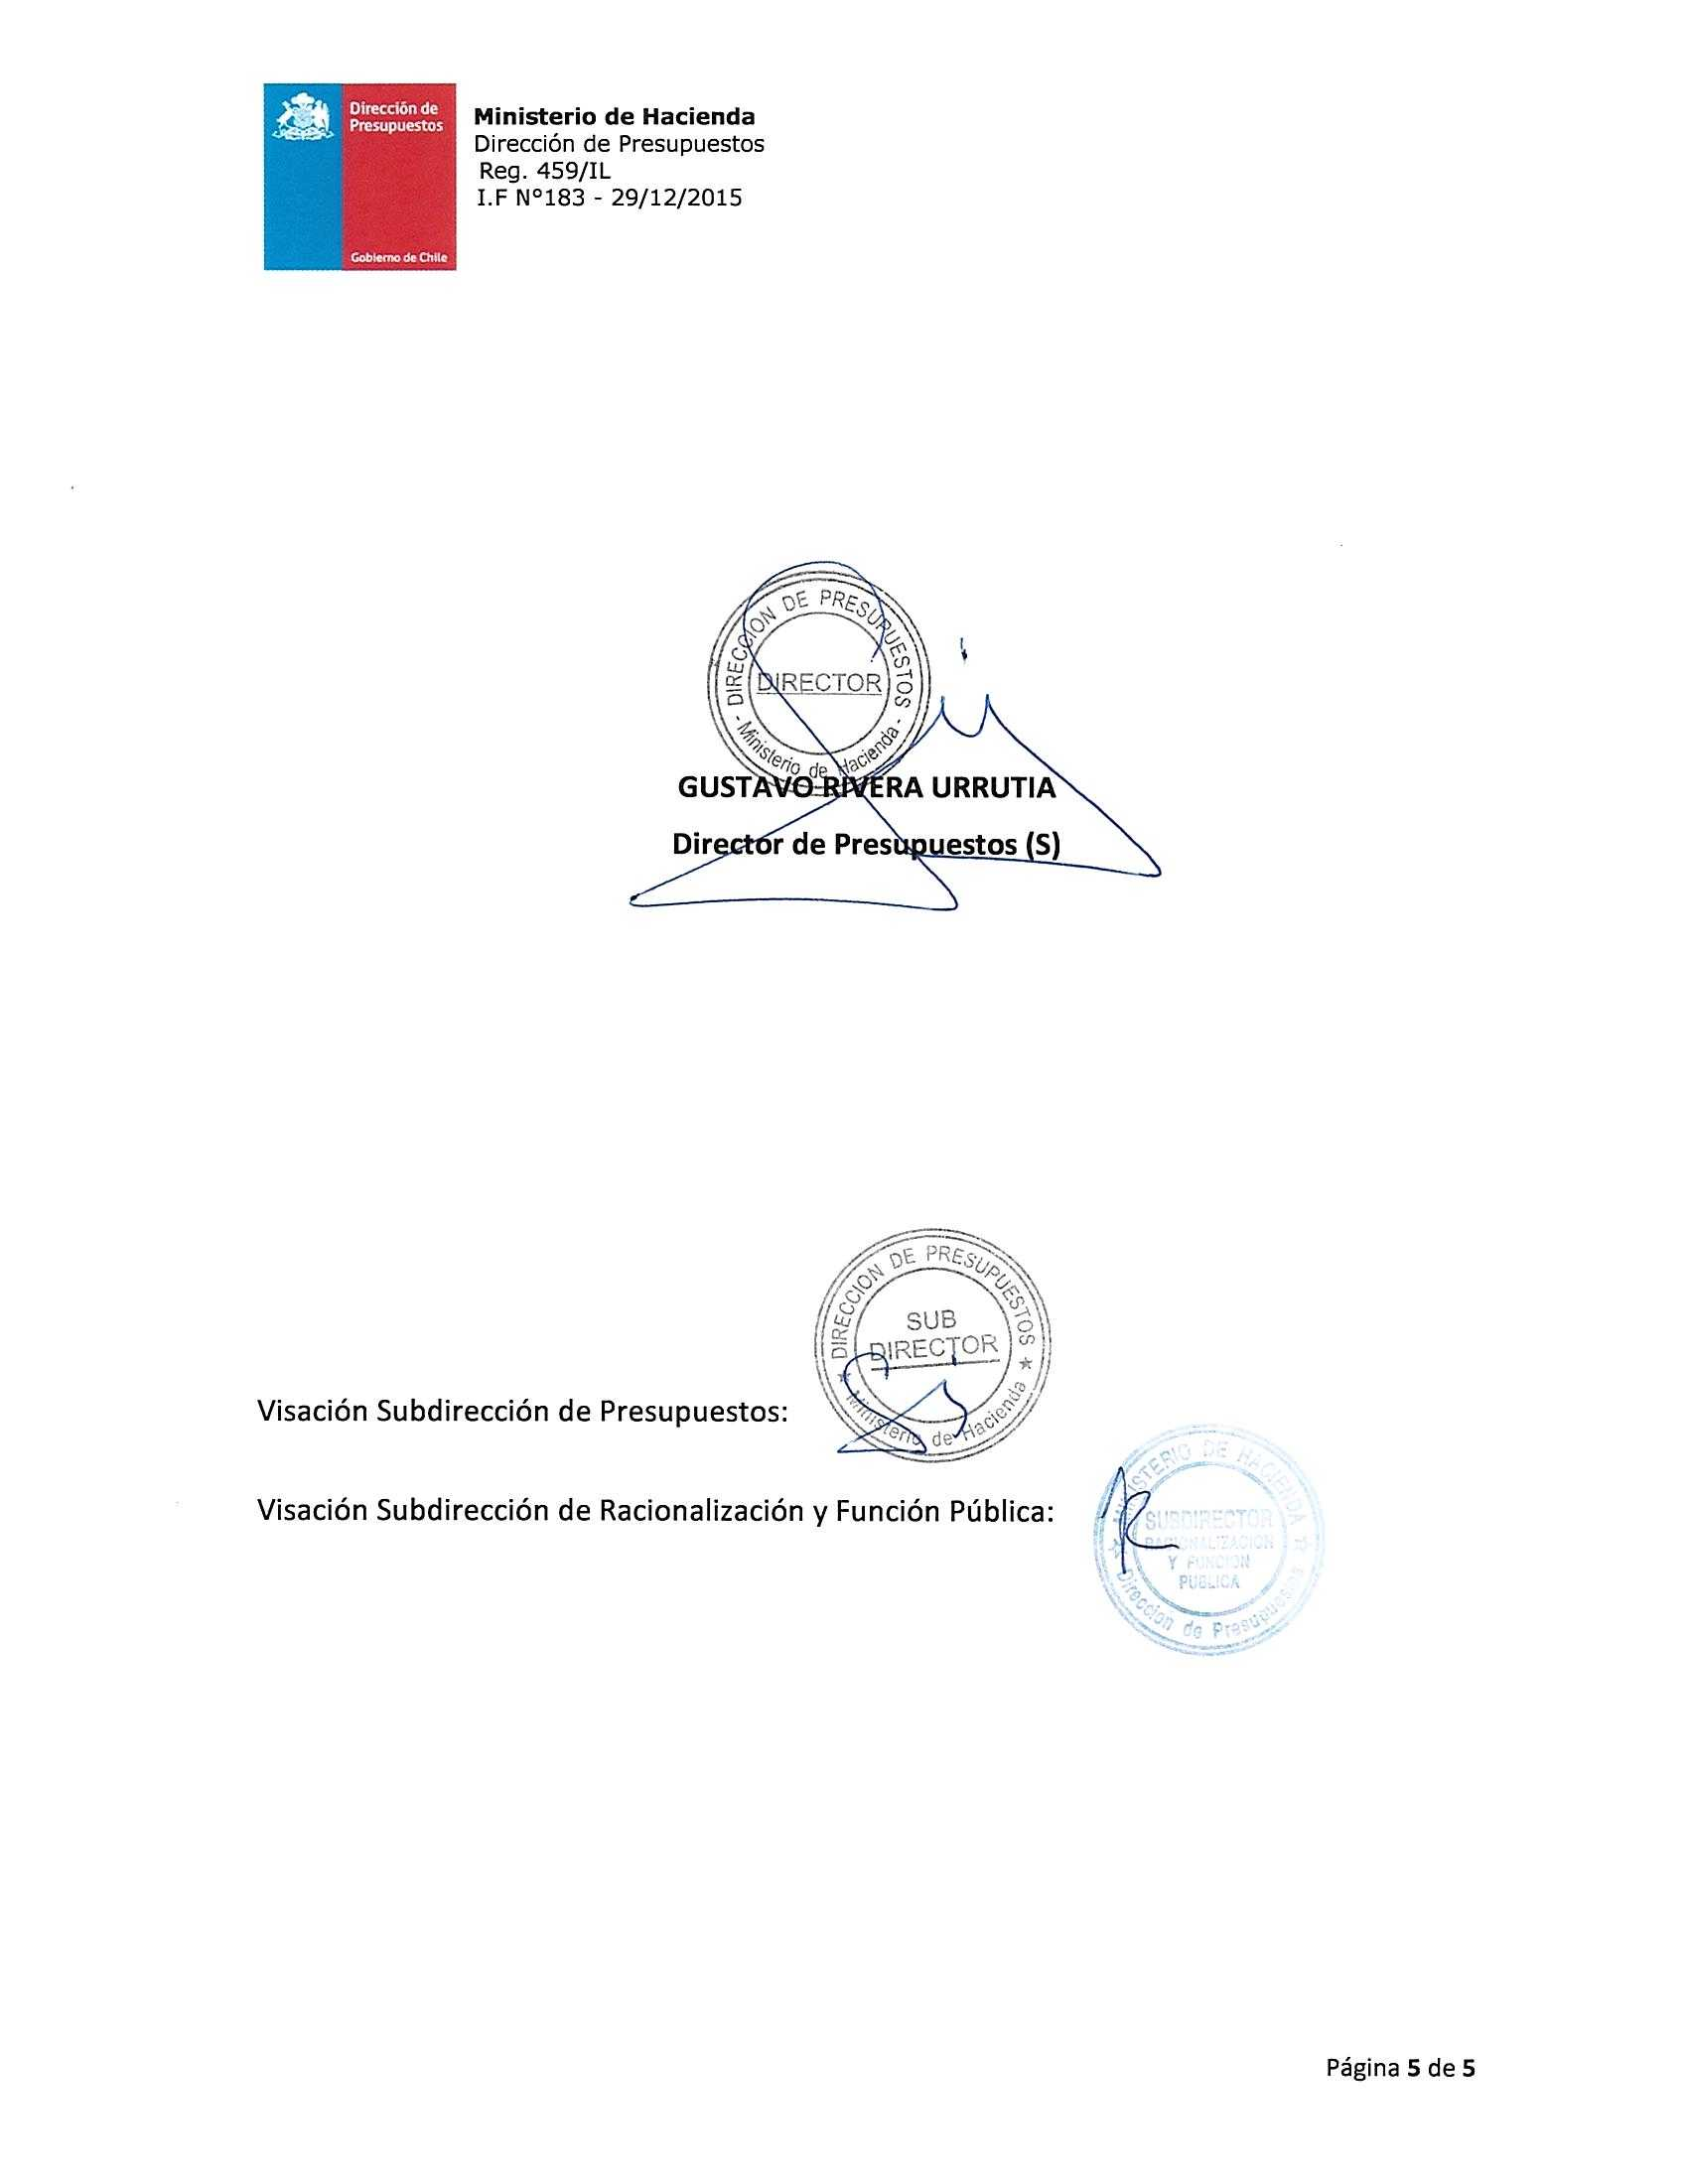 Dirección de
Presupuestos
Gobierno de Chile
Ministerio de Hacienda
Dirección de Presupuestos
Reg. 459/IL
I.F N°183 - 29/12/2015
DIRECCION DE PRESUPUESTOS
DIRECTOR
- Ministerio de Hacienda -
GUSTAVO RIVERA URRUTIA
Director de Presupuestos (S)
DIRECCION DE PRESUPUESTOS
SUB
DIRECTOR
★ Ministerio de Hacienda ★
Visación Subdirección de Presupuestos:
Visación Subdirección de Racionalización y Función Pública:
MINISTERIO DE HACIENDA
SUBDIRECTOR
RACIONALIZACION
Y FUNCION
PUBLICA
Dirección de Presupuestos
Página 5 de 5